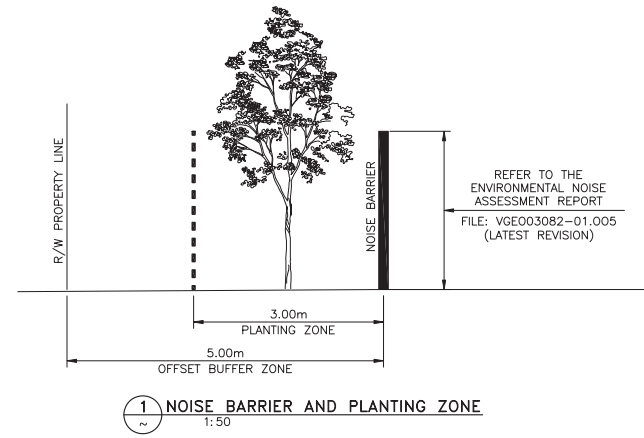 R/W PROPERTY LINE
NOISE BARRIER
REFER TO THE
ENVIRONMENTAL NOISE
ASSESSMENT REPORT
FILE: VGE003082-01.005
(LATEST REVISION)
3.00m
PLANTING ZONE
5.00m
OFFSET BUFFER ZONE
1 NOISE BARRIER AND PLANTING ZONE
~ 1:50